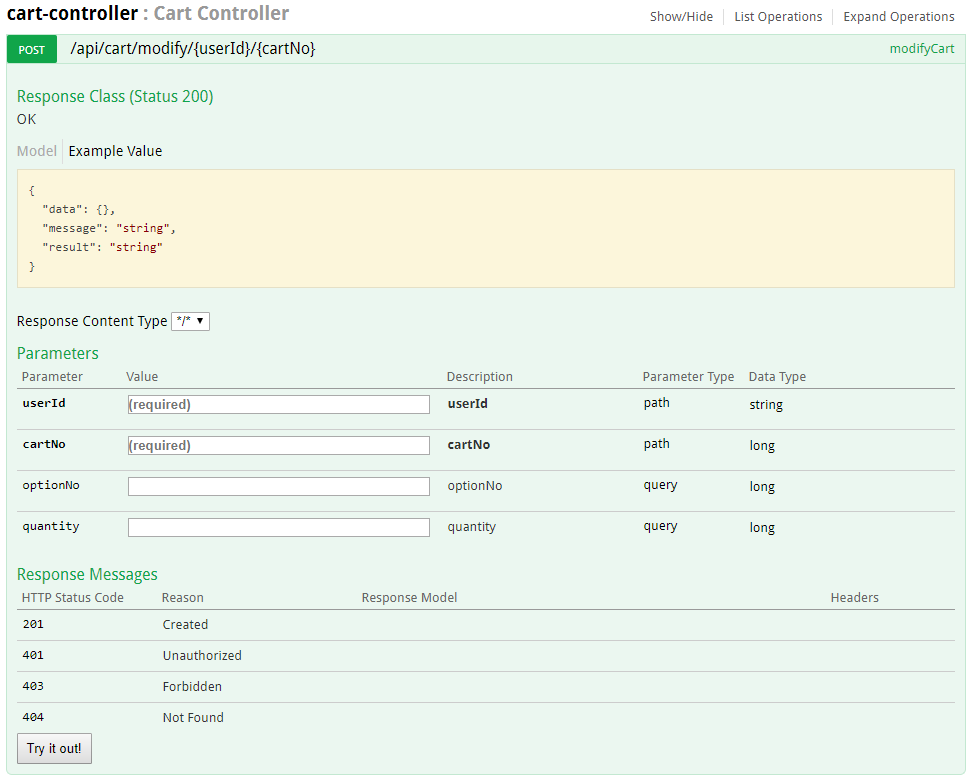 cart-controller : Cart Controller
Show/Hide List Operations Expand Operations
POST /api/cart/modify/{userId}/{cartNo} modifyCart
Response Class (Status 200)
OK
Model Example Value
{
"data": {},
"message": "string",
"result": "string"
}
Response Content Type */*
Parameters
Parameter Value Description Parameter Type Data Type
userId (required) userId path string
cartNo (required) cartNo path long
optionNo optionNo query long
quantity quantity query long
Response Messages
HTTP Status Code Reason Response Model Headers
201 Created
401 Unauthorized
403 Forbidden
404 Not Found
Try it out!